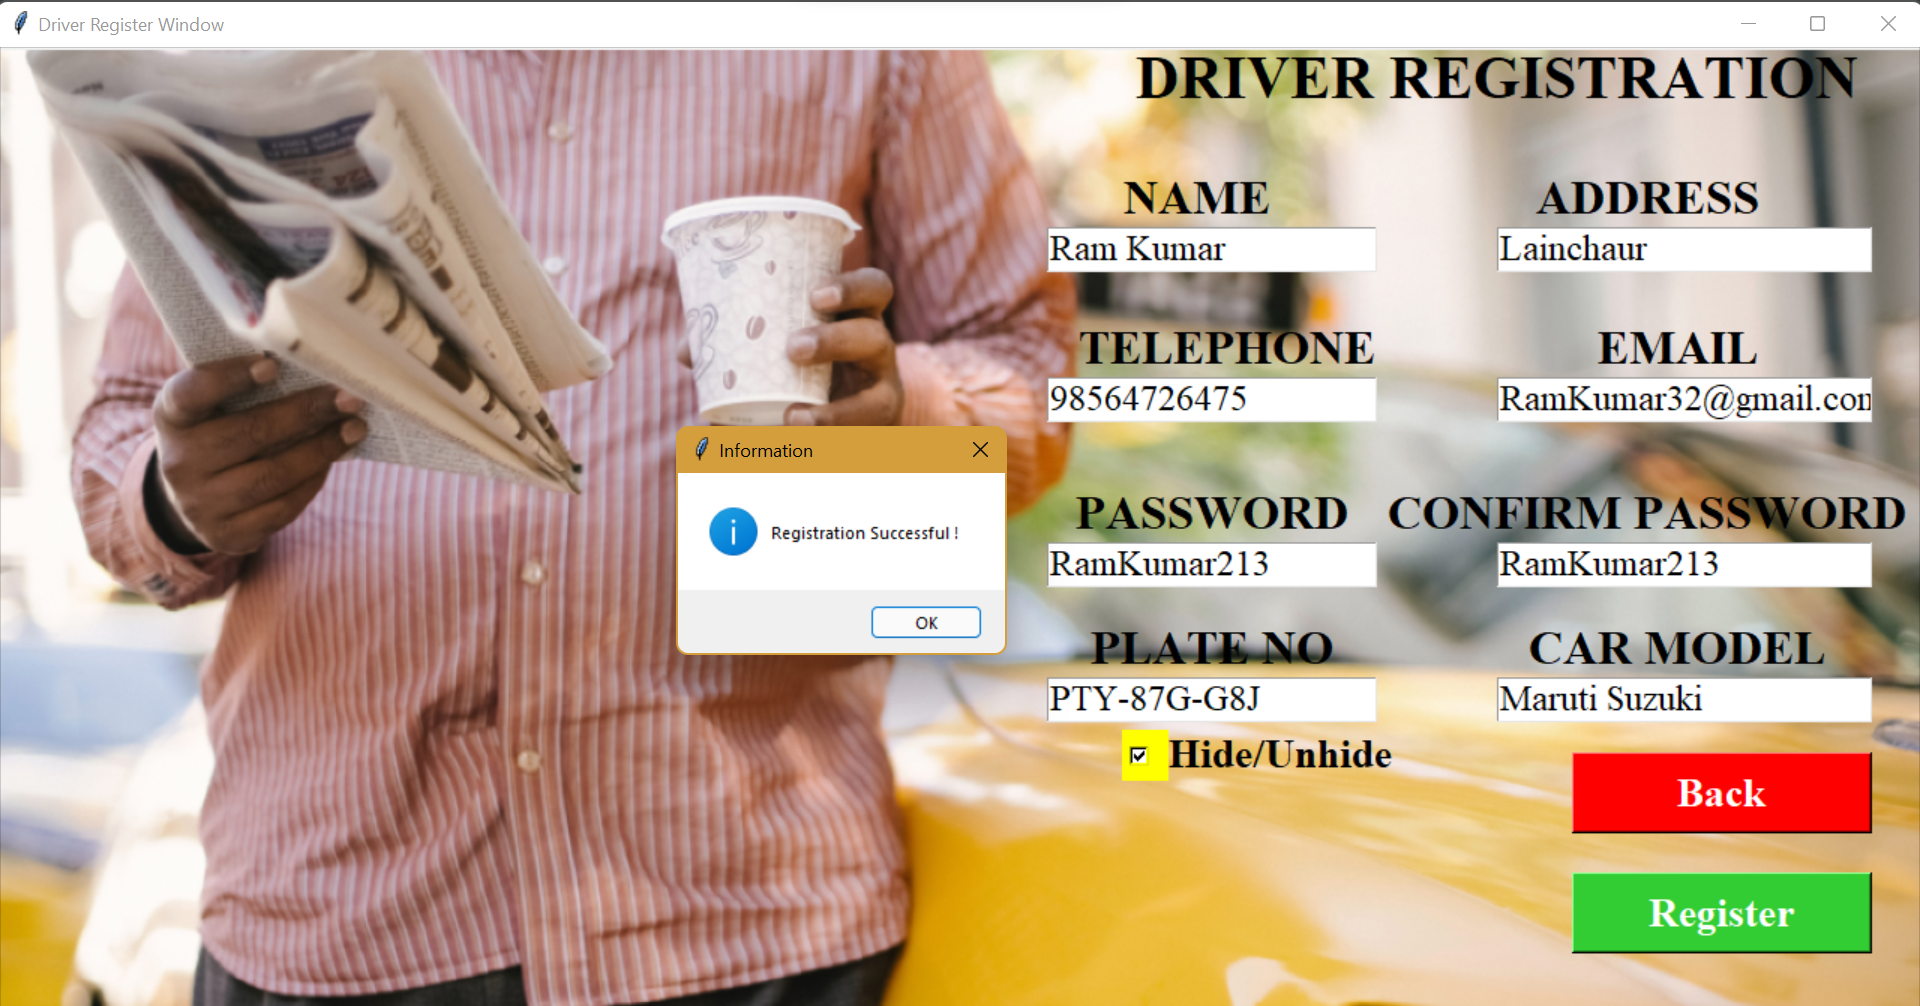 Driver Register Window
DRIVER REGISTRATION
NAME ADDRESS
Ram Kumar Lainchaur
TELEPHONE EMAIL
98564726475 RamKumar32@gmail.con
Information
Registration Successful !
OK
PASSWORD CONFIRM PASSWORD
RamKumar213 RamKumar213
PLATE NO CAR MODEL
PTY-87G-G8J Maruti Suzuki
Hide/Unhide
Back
Register